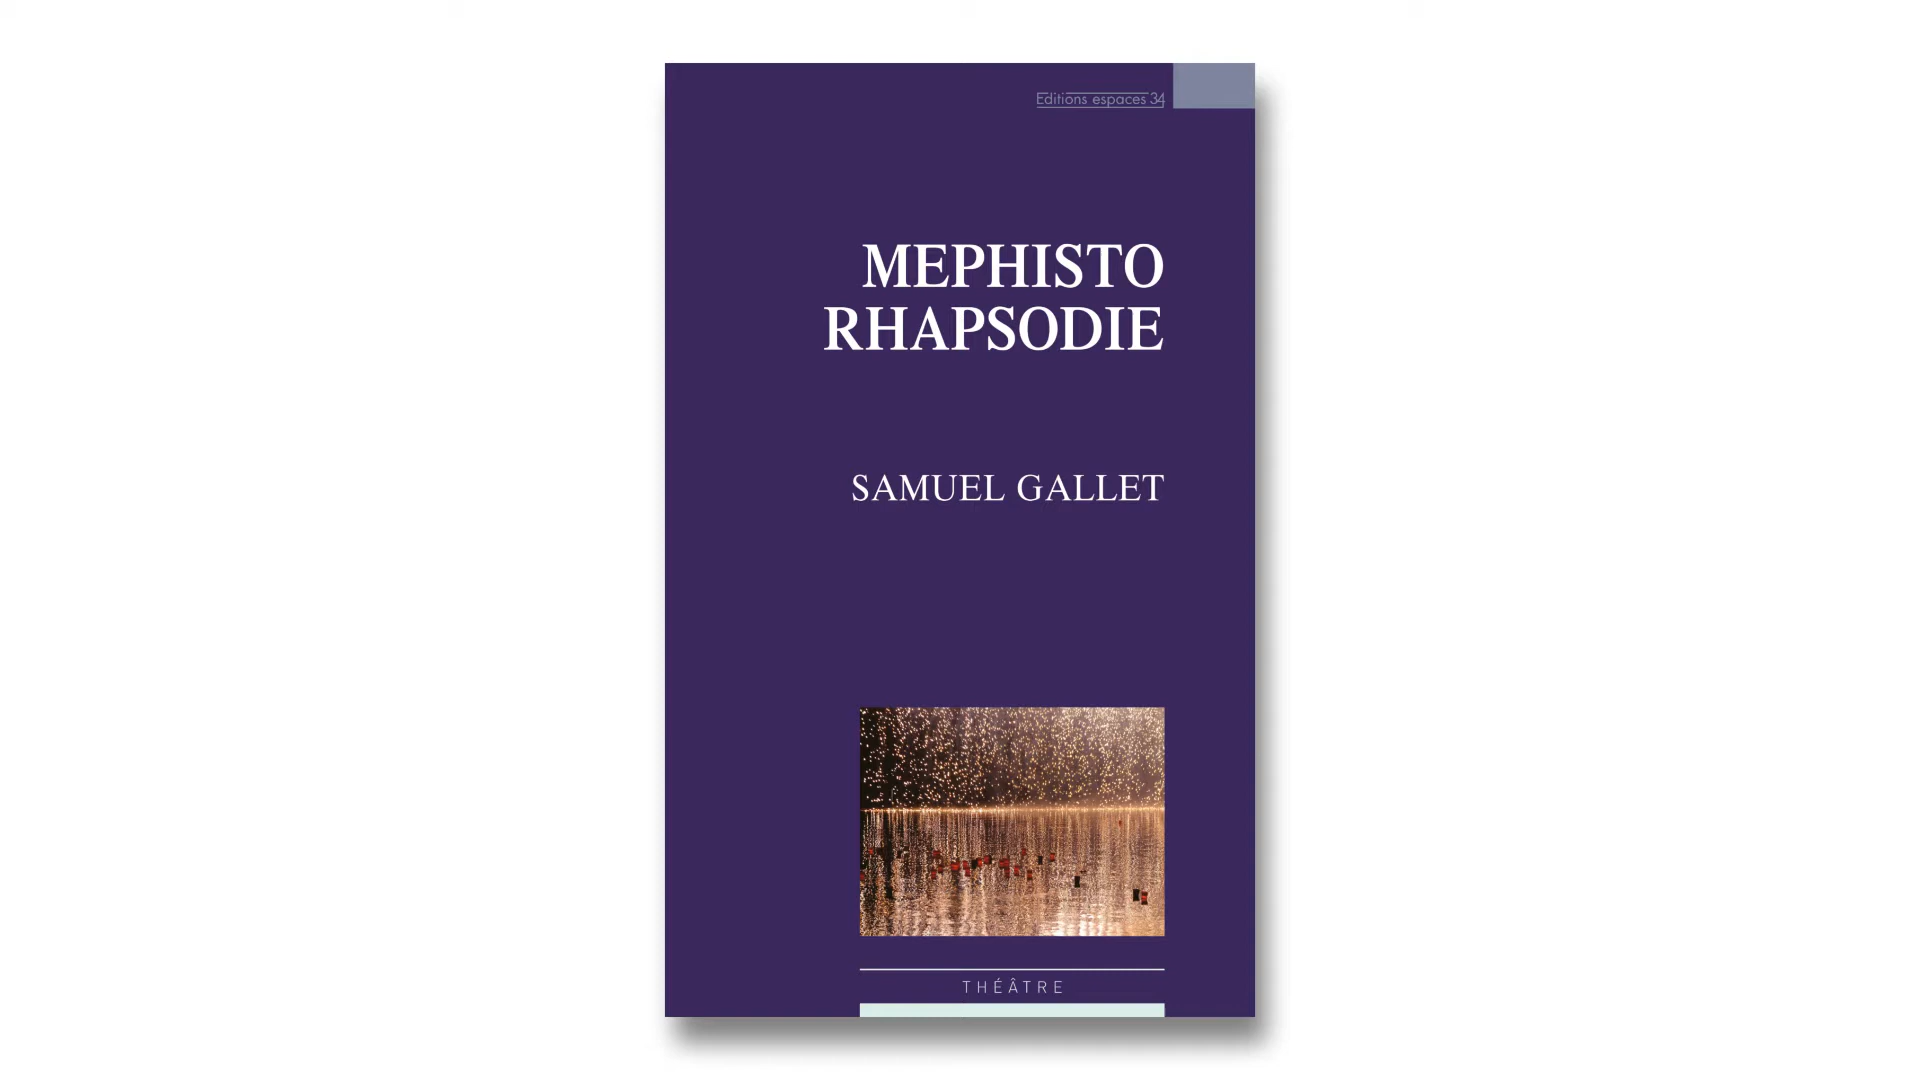 Editions espaces 34
MEPHISTO
RHAPSODIE
SAMUEL GALLET
THÉÂTRE